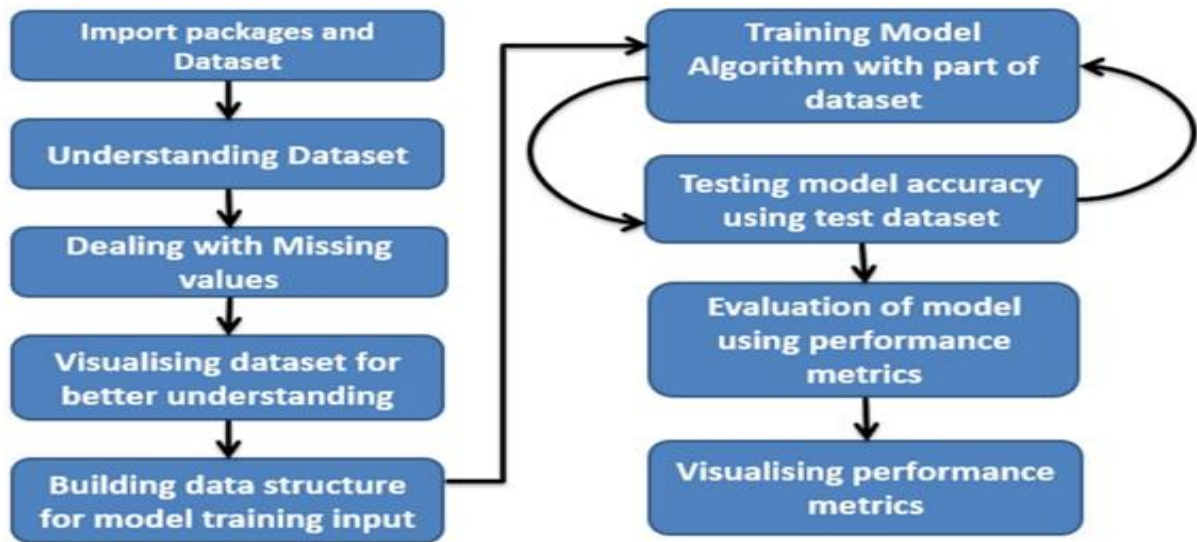 Import packages and
Dataset
Understanding Dataset
Dealing with Missing
values
Visualising dataset for
better understanding
Building data structure
for model training input
Training Model
Algorithm with part of
dataset
Testing model accuracy
using test dataset
Evaluation of model
using performance
metrics
Visualising performance
metrics